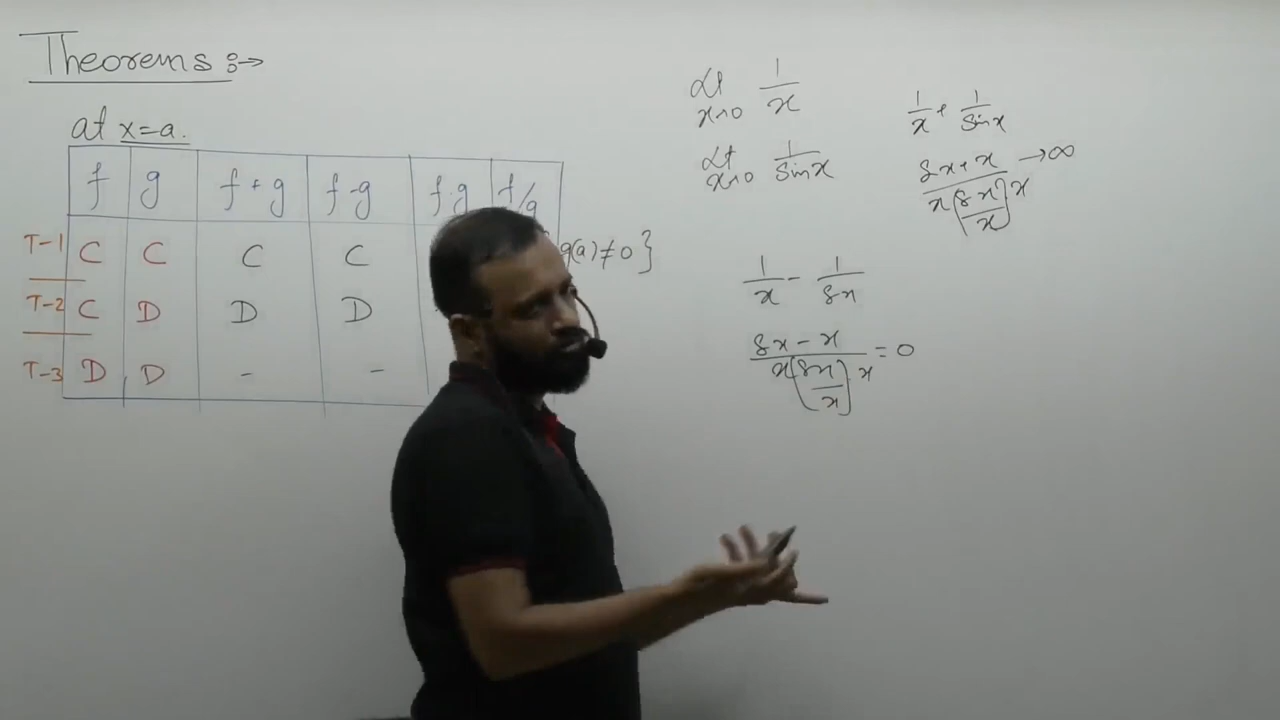 Theorems :→
at x=a.
f g f+g f-g f·g f/g
T-1 C C C C g(a)≠0}
T-2 C D D D
T-3 D D - -
Lt x→0 1/x
Lt x→0 1/Sinx
1/x + 1/Sinx
(Sx+x)/(x(Sx/x)x) →∞
1/x - 1/Sx
(Sx-x)/(x(Sx/x)x) = 0